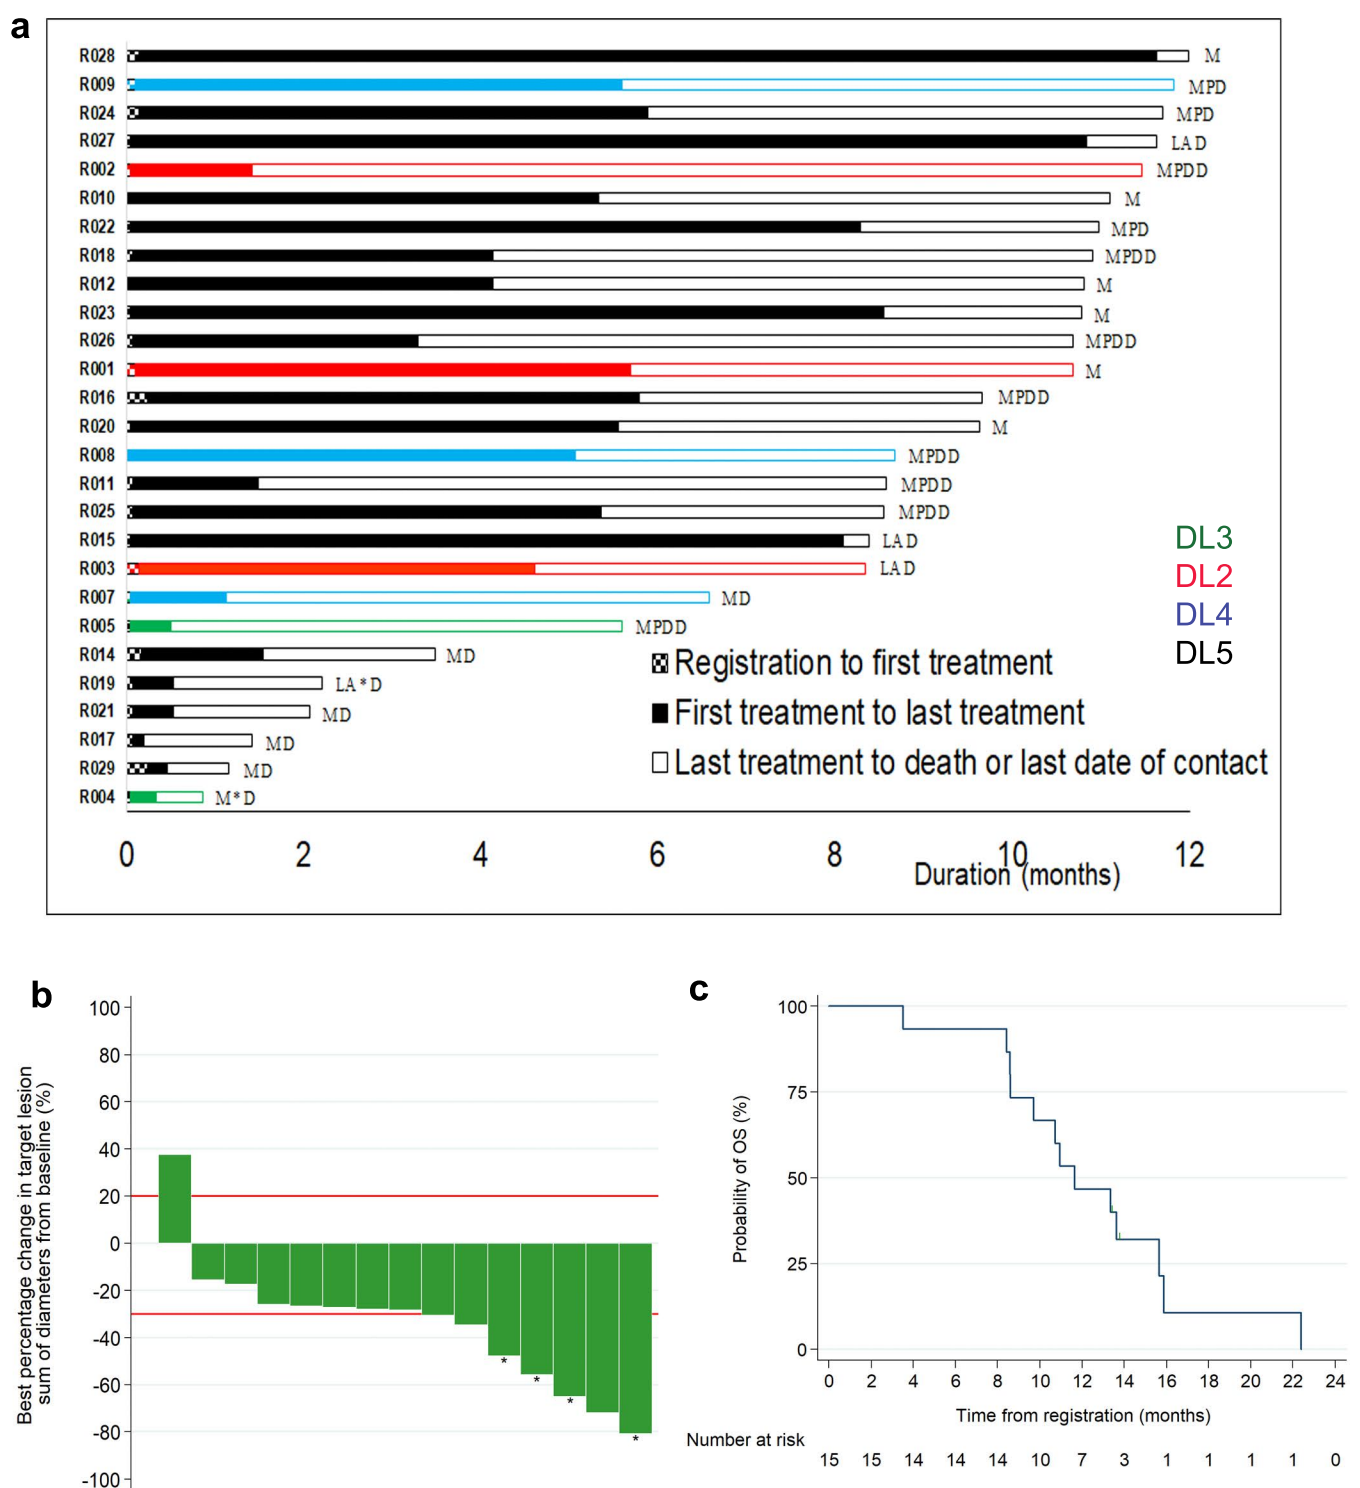 a
R028 M
R009 MPD
R024 MPD
R027 LAD
R002 MPDD
R010 M
R022 MPD
R018 MPDD
R012 M
R023 M
R026 MPDD
R001 M
R016 MPDD
R020 M
R008 MPDD
R011 MPDD
R025 MPDD
R015 LAD
R003 LAD
R007 MD
R005 MPDD
R014 MD
R019 LA*D
R021 MD
R017 MD
R029 MD
R004 M*D
DL3
DL2
DL4
DL5
Registration to first treatment
First treatment to last treatment
Last treatment to death or last date of contact
0 2 4 6 8 10 12
Duration (months)
b
Best percentage change in target lesion
sum of diameters from baseline (%)
100
80
60
40
20
0
-20
-40
-60
-80
-100
*
*
*
*
c
Probability of OS (%)
100
75
50
25
0
0 2 4 6 8 10 12 14 16 18 20 22 24
Time from registration (months)
Number at risk
15 15 14 14 14 10 7 3 1 1 1 1 0